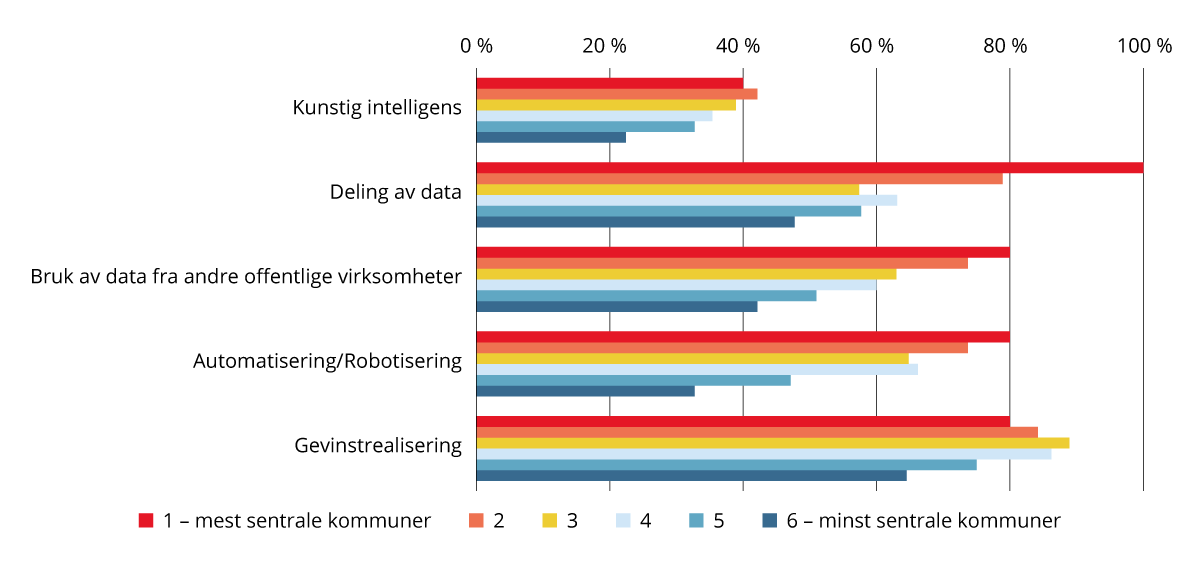 0 % 20 % 40 % 60 % 80 % 100 %
Kunstig intelligens
Deling av data
Bruk av data fra andre offentlige virksomheter
Automatisering/Robotisering
Gevinstrealisering
1 – mest sentrale kommuner 2 3 4 5 6 – minst sentrale kommuner